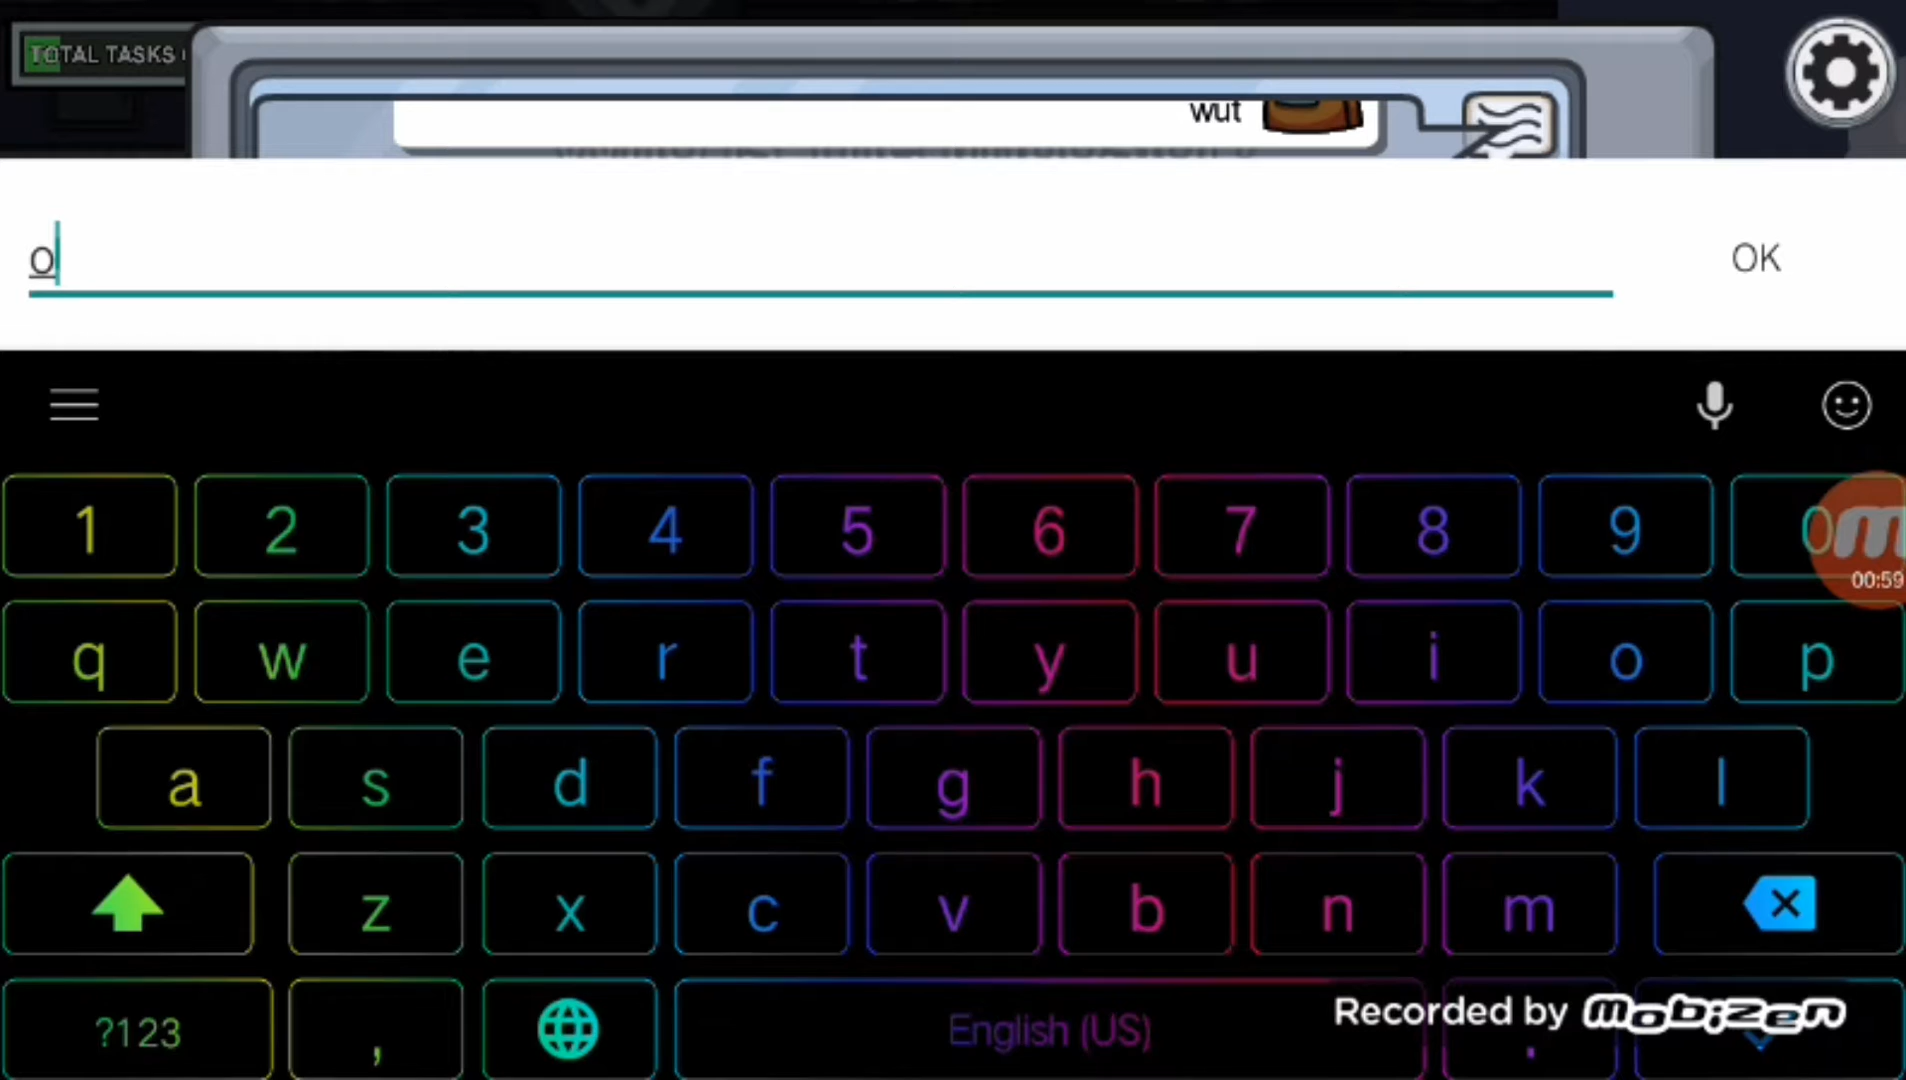 TOTAL TASKS
wut
o
OK
1 2 3 4 5 6 7 8 9 0
00:59
q w e r t y u i o p
a s d f g h j k l
z x c v b n m
?123 , English (US) .
Recorded by mobizen